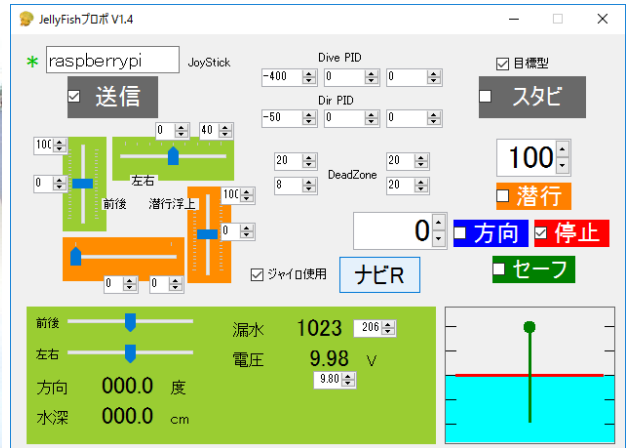 JellyFishプロポ V1.4
raspberrypi JoyStick Dive PID 目標型
-400 0 0
送信 スタビ
Dir PID
-50 0 0
0 40
100
20 20 100
左右 DeadZone
0 8 20
前後 潜行浮上 100 潜行
0 0 方向 停止
ジャイロ使用 ナビR セーフ
0 0
前後 漏水 1023 206
左右 電圧 9.98 V
9.80
方向 000.0 度
水深 000.0 cm